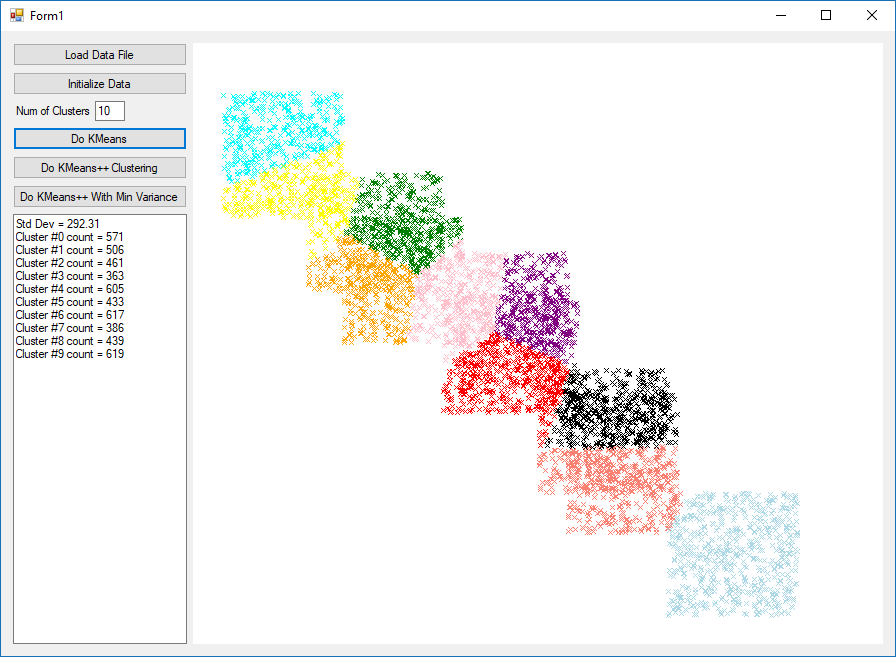 Form1
Load Data File
Initialize Data
Num of Clusters 10
Do KMeans
Do KMeans++ Clustering
Do KMeans++ With Min Variance
Std Dev = 292.31
Cluster #0 count = 571
Cluster #1 count = 506
Cluster #2 count = 461
Cluster #3 count = 363
Cluster #4 count = 605
Cluster #5 count = 433
Cluster #6 count = 617
Cluster #7 count = 386
Cluster #8 count = 439
Cluster #9 count = 619